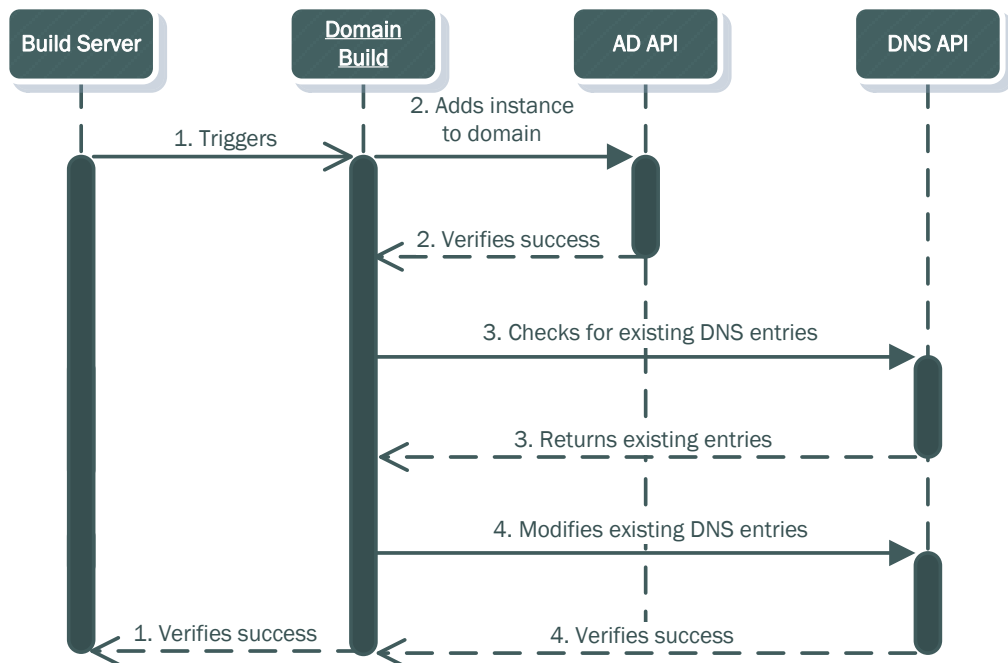 Build Server
Domain
Build
AD API
DNS API
2. Adds instance
to domain
1. Triggers
2. Verifies success
3. Checks for existing DNS entries
3. Returns existing entries
4. Modifies existing DNS entries
1. Verifies success
4. Verifies success